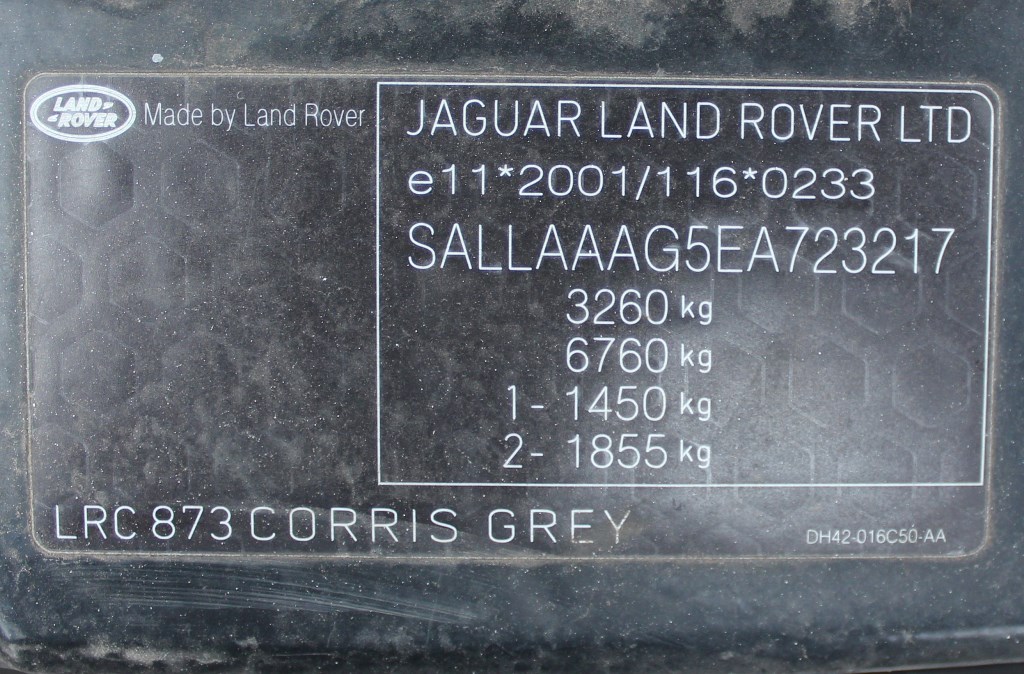 LAND-
-ROVER
Made by Land Rover
JAGUAR LAND ROVER LTD
e11*2001/116*0233
SALLAAAG5EA723217
3260 kg
6760 kg
1- 1450 kg
2- 1855 kg
LRC 873 CORRIS GREY
DH42-016C50-AA